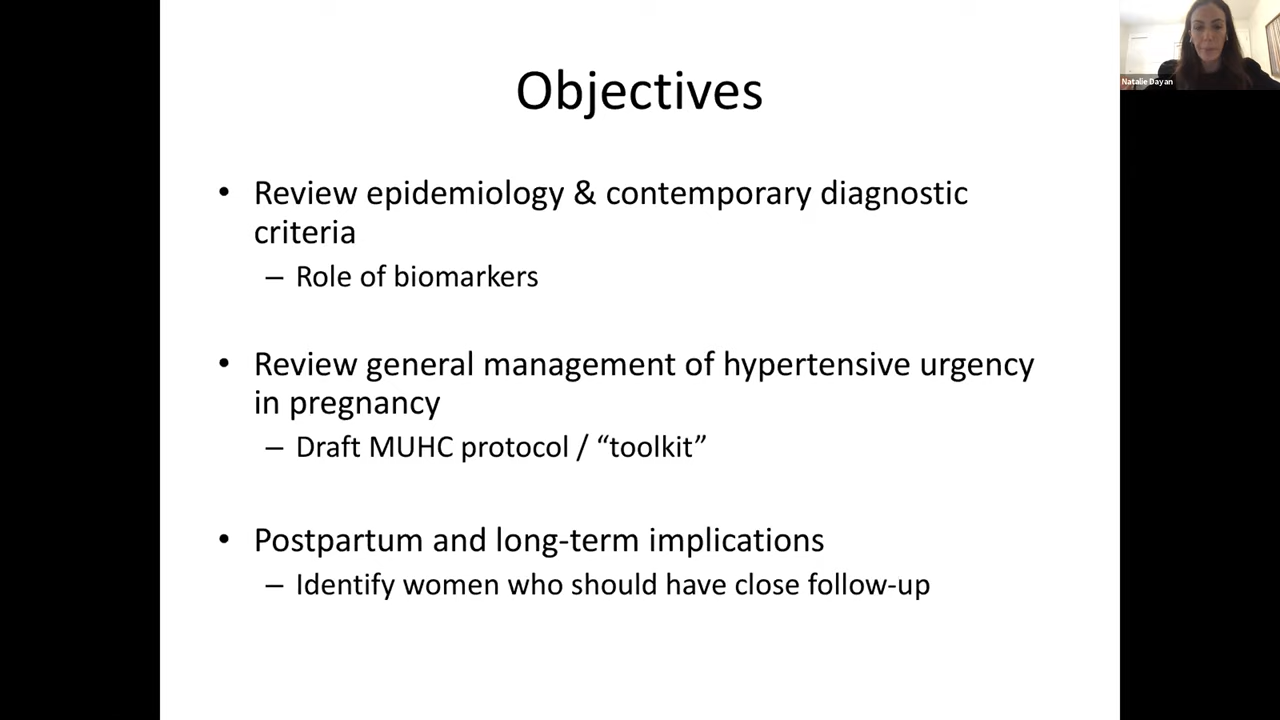 Objectives
• Review epidemiology & contemporary diagnostic
criteria
– Role of biomarkers
• Review general management of hypertensive urgency
in pregnancy
– Draft MUHC protocol / “toolkit”
• Postpartum and long-term implications
– Identify women who should have close follow-up
Natalie Dayan